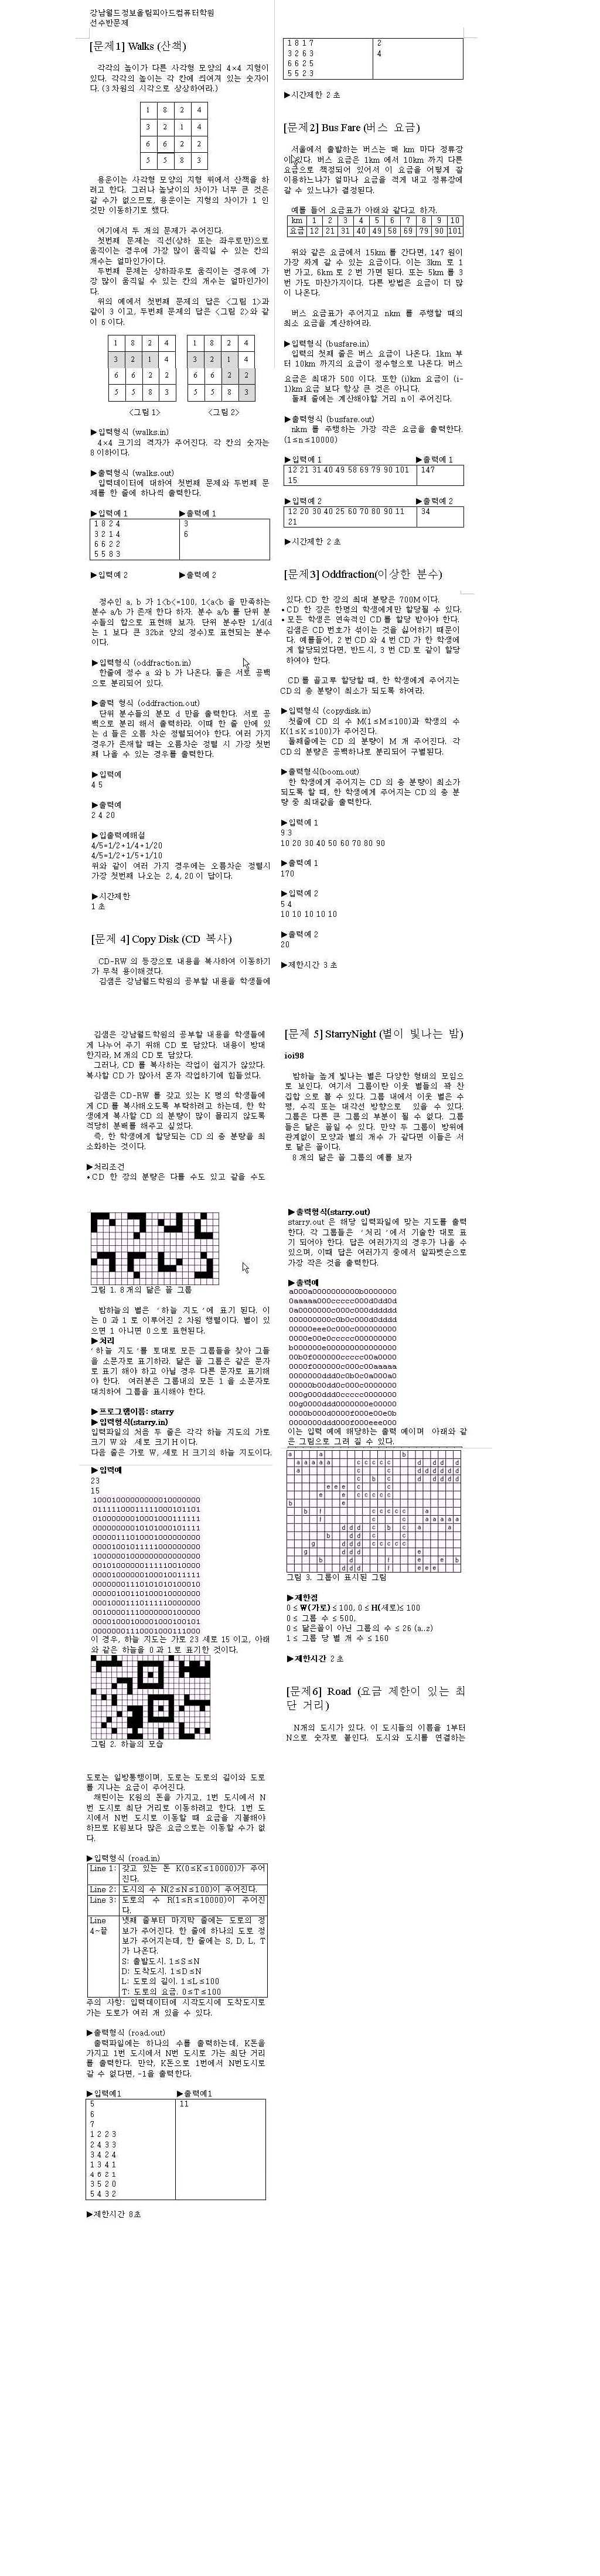 강남월드정보올림피아드컴퓨터학원
선수반문제
[문제1] Walks (산책)
각각의 높이가 다른 사각형 모양의 4×4 지형이
있다. 각각의 높이는 각 칸에 씌여져 있는 숫자이
다. (3차원의 시각으로 상상하여라.)
1 8 2 4
3 2 1 4
6 6 2 2
5 5 8 3
용운이는 사각형 모양의 지형 위에서 산책을 하
려고 한다. 그러나 높낮이의 차이가 너무 큰 것은
갈 수가 없으므로, 용운이는 지형의 차이가 1 인
것만 이동하기로 했다.
여기에서 두 개의 문제가 주어진다.
첫번째 문제는 직선(상하 또는 좌우로만)으로
움직이는 경우에 가장 많이 움직일 수 있는 칸의
개수는 얼마인가이다.
두번째 문제는 상하좌우로 움직이는 경우에 가
장 많이 움직일 수 있는 칸의 개수는 얼마인가이
다.
위의 예에서 첫번째 문제의 답은 <그림 1>과
같이 3 이고, 두번째 문제의 답은 <그림 2>와 같
이 6 이다.
1 8 2 4 1 8 2 4
3 2 1 4 3 2 1 4
6 6 2 2 6 6 2 2
5 5 8 3 5 5 8 3
<그림 1> <그림 2>
▶입력형식 (walks.in)
4×4 크기의 격자가 주어진다. 각 칸의 숫자는
8 이하이다.
▶출력형식 (walks.out)
입력데이터에 대하여 첫번째 문제와 두번째 문
제를 한 줄에 하나씩 출력한다.
▶입력예 1 ▶출력예 1
1 8 2 4 3
3 2 1 4 6
6 6 2 2
5 5 8 3
▶입력예 2 ▶출력예 2
1 8 1 7 2
3 2 6 3 4
6 6 2 5
5 5 2 3
▶시간제한 2 초
[문제2] Bus Fare (버스 요금)
서울에서 출발하는 버스는 매 km 마다 정류장
이 있다. 버스 요금은 1km 에서 10km 까지 다른
요금으로 책정되어 있어서 이 요금을 어떻게 잘
이용하느냐가 얼마나 요금을 적게 내고 정류장에
갈 수 있느냐가 결정된다.
예를 들어 요금표가 아래와 같다고 하자.
km 1 2 3 4 5 6 7 8 9 10
요금 12 21 31 40 49 58 69 79 90 101
위와 같은 요금에서 15km 를 간다면, 147 원이
가장 싸게 갈 수 있는 요금이다. 이는 3km 로 1
번 가고, 6km 로 2 번 가면 된다. 또는 5km 를 3
번 가도 마찬가지이다. 다른 방법은 요금이 더 많
이 나온다.
버스 요금표가 주어지고 nkm 를 주행할 때의
최소 요금을 계산하여라.
▶입력형식 (busfare.in)
입력의 첫째 줄은 버스 요금이 나온다. 1km 부
터 10km 까지의 요금이 정수형으로 나온다. 버스
요금은 최대가 500 이다. 또한 (i)km 요금이 (i-
1)km 요금 보다 항상 큰 것은 아니다.
둘째 줄에는 계산해야할 거리 n 이 주어진다.
▶출력형식 (busfare.out)
nkm 를 주행하는 가장 작은 요금을 출력한다.
(1≤n≤10000)
▶입력예 1 ▶출력예 1
12 21 31 40 49 58 69 79 90 101 147
15
▶입력예 2 ▶출력예 2
12 20 30 40 25 60 70 80 90 11 34
21
▶시간제한 2 초
[문제3] Oddfraction(이상한 분수)
정수인 a, b 가 1<b<=100, 1<a<b 을 만족하는
분수 a/b 가 존재 한다 하자. 분수 a/b 를 단위 분
수들의 합으로 표현해 보자. 단위 분수란 1/d(d
는 1 보다 큰 32bit 양의 정수)로 표현되는 분수
이다.
▶입력형식 (oddfraction.in)
한줄에 정수 a 와 b 가 나온다. 둘은 서로 공백
으로 분리되어 있다.
▶출력 형식 (oddfraction.out)
단위 분수들의 분모 d 만을 출력한다. 서로 공
백으로 분리 해서 출력하라. 이때 한 줄 안에 있
는 d 들은 오름 차순 정렬되어야 한다. 여러 가지
경우가 존재할 때는 오름차순 정렬 시 가장 첫번
째 나올 수 있는 경우를 출력한다.
▶입력예
4 5
▶출력예
2 4 20
▶입출력예해설
4/5=1/2+1/4+1/20
4/5=1/2+1/5+1/10
위와 같이 여러 가지 경우에는 오름차순 정렬시
가장 첫번째 나오는 2, 4, 20 이 답이다.
▶시간제한
1 초
[문제 4] Copy Disk (CD 복사)
CD-RW 의 등장으로 내용을 복사하여 이동하기
가 무척 용이해졌다.
김샘은 강남월드학원의 공부할 내용을 학생들에
있다. CD 한 장의 최대 분량은 700M 이다.
•CD 한 장은 한명의 학생에게만 할당될 수 있다.
•모든 학생은 연속적인 CD를 할당 받아야 한다.
김샘은 CD 번호가 섞이는 것을 싫어하기 때문이
다. 예를들어, 2 번 CD 와 4 번 CD 가 한 학생에
게 할당되었다면, 반드시, 3 번 CD 로 같이 할당
하여야 한다.
CD 를 골고루 할당할 때, 한 학생에게 주어지는
CD 의 총 분량이 최소가 되도록 하여라.
▶입력형식 (copydisk.in)
첫줄에 CD 의 수 M(1≤M≤100)과 학생의 수
K(1≤K≤100)가 주어진다.
둘째줄에는 CD 의 분량이 M 개 주어진다. 각
CD 의 분량은 공백하나로 분리되어 구별된다.
▶출력형식(boom.out)
한 학생에게 주어지는 CD 의 총 분량이 최소가
되도록 할 때, 한 학생에게 주어지는 CD 의 총 분
량 중 최대값을 출력한다.
▶입력예 1
9 3
10 20 30 40 50 60 70 80 90
▶출력예 1
170
▶입력예 2
5 4
10 10 10 10 10
▶출력예 2
20
▶제한시간 3 초
김샘은 강남월드학원의 공부할 내용을 학생들에
게 나누어 주기 위해 CD 로 담았다. 내용이 방대
한지라, M 개의 CD 로 담았다.
그러나, CD 를 복사하는 작업이 쉽지가 않았다.
복사할 CD 가 많아서 혼자 작업하기에 힘들었다.
김샘은 CD-RW 를 갖고 있는 K 명의 학생들에
게 CD 를 복사해오도록 부탁하려고 하는데, 한 학
생에게 복사할 CD 의 분량이 많이 몰리지 않도록
적당히 분배를 해주고 싶었다.
즉, 한 학생에게 할당되는 CD 의 총 분량을 최
소화하는 것이다.
▶처리조건
•CD 한 장의 분량은 다를 수도 있고 같을 수도
[문제 5] StarryNight (별이 빛나는 밤)
ioi98
밤하늘 높게 빛나는 별은 다양한 형태의 모임으
로 보인다. 여기서 그룹이란 이웃 별들의 꽉 찬
집합 으로 볼 수 있다. 그룹 내에서 이웃 별은 수
평, 수직 또는 대각선 방향으로 있을 수 있다.
그룹은 다른 큰 그룹의 부분이 될 수 없다. 그룹
들은 닮은 꼴일 수 있다. 만약 두 그룹이 방위에
관계없이 모양과 별의 개수 가 같다면 이들은 서
로 닮은 꼴이다.
8 개의 닮은 꼴 그룹의 예를 보자
그림 1. 8 개의 닮은 꼴 그룹
밤하늘의 별은 ‘하늘 지도’에 표기 된다. 이
는 0 과 1 로 이루어진 2 차원 행렬이다. 별이 있
으면 1 아니면 0 으로 표현된다.
▶처리
‘하늘 지도’를 토대로 모든 그룹들을 찾아 그들
을 소문자로 표기하라. 닮은 꼴 그룹은 같은 문자
로 표기 해야 하고 아닐 경우 다른 문자로 표기해
야 한다. 여러분은 그룹내의 모든 1 을 소문자로
대치하여 그룹을 표시해야 한다.
▶프로그램이름: starry
▶입력형식(starry.in)
입력파일의 처음 두 줄은 각각 하늘 지도의 가로
크기 W 와 세로 크기 H 이다.
다음 줄은 가로 W, 세로 H 크기의 하늘 지도이다.
▶입력예
23
15
10001000000000010000000
01111100011111000101101
01000000010001000111111
00000000010101000101111
00000111010001000000000
00001001011111000000000
10000001000000000000000
00101000000111110010000
00001000000100010011111
00000001110101010100010
00000100110100010000000
00010001110111110000000
00100001110000000100000
00001000100001000100101
00000001110001000111000
이 경우, 하늘 지도는 가로 23 세로 15 이고, 아래
와 같은 하늘을 0 과 1 로 표기한 것이다.
그림 2. 하늘의 모습
▶출력형식(starry.out)
starry.out 은 해당 입력파일에 맞는 지도를 출력
한다. 각 그룹들은 ‘처리’에서 기술한 대로 표
기 되어야 한다. 답은 여러가지의 경우가 나올 수
있으며, 이때 답은 여러가지 중에서 알파벳순으로
가장 작은 것을 출력한다.
▶출력예
a000a0000000000b0000000
0aaaaa000ccccc000d0dd0d
0a0000000c000c000dddddd
000000000c0b0c000d0dddd
00000eee0c000c000000000
0000e00e0ccccc000000000
b000000e000000000000000
00b0f000000ccccc00a0000
0000f000000c000c00aaaaa
0000000ddd0c0b0c0a000a0
00000b00dd0c000c0000000
000g000ddd0ccccc0000000
00g0000ddd0000000e00000
0000b000d0000f000e00e0b
0000000ddd000f000eee000
이는 입력 예에 해당하는 출력 예이며 아래와 같
은 그림으로 그려 질 수 있다.
그림 3. 그룹이 표시된 그림
▶제한점
0 ≤ W(가로) ≤ 100, 0 ≤ H(세로)≤ 100
0 ≤ 그룹 수 ≤ 500,
0 ≤ 닮은꼴이 아닌 그룹의 수 ≤ 26 (a..z)
1 ≤ 그룹 당 별 개 수 ≤ 160
▶제한시간 2 초
[문제6] Road (요금 제한이 있는 최
단 거리)
N개의 도시가 있다. 이 도시들의 이름을 1부터
N으로 숫자로 붙인다. 도시와 도시를 연결하는
도로는 일방통행이며, 도로는 도로의 길이와 도로
를 지나는 요금이 주어진다.
채린이는 K원의 돈을 가지고, 1번 도시에서 N
번 도시로 최단 거리로 이동하려고 한다. 1번 도
시에서 N번 도시로 이동할 때 요금을 지불해야
하므로 K원보다 많은 요금으로는 이동할 수가 없
다.
▶입력형식 (road.in)
Line 1: 갖고 있는 돈 K(0≤K≤10000)가 주어
진다.
Line 2: 도시의 수 N(2≤N≤100)이 주어진다.
Line 3: 도로의 수 R(1≤R≤10000)이 주어진
다.
Line 넷째 줄부터 마지막 줄에는 도로의 정
4-끝 보가 주어진다. 한 줄에 하나의 도로 정
보가 주어지는데, 한 줄에는 S, D, L, T
가 나온다.
S: 출발도시. 1≤S≤N
D: 도착도시. 1≤D≤N
L: 도로의 길이. 1≤L≤100
T: 도로의 요금. 0≤T≤100
주의 사항: 입력데이터에 시작도시에 도착도시로
가는 도로가 여러 개 있을 수 있다.
▶출력형식 (road.out)
출력파일에는 하나의 수를 출력하는데, K돈을
가지고 1번 도시에서 N번 도시로 가는 최단 거리
를 출력한다. 만약, K돈으로 1번에서 N번도시로
갈 수 없다면, -1을 출력한다.
▶입력예1 ▶출력예1
5 11
6
7
1 2 2 3
2 4 3 3
3 4 2 4
1 3 4 1
4 6 2 1
3 5 2 0
5 4 3 2
▶제한시간 8초